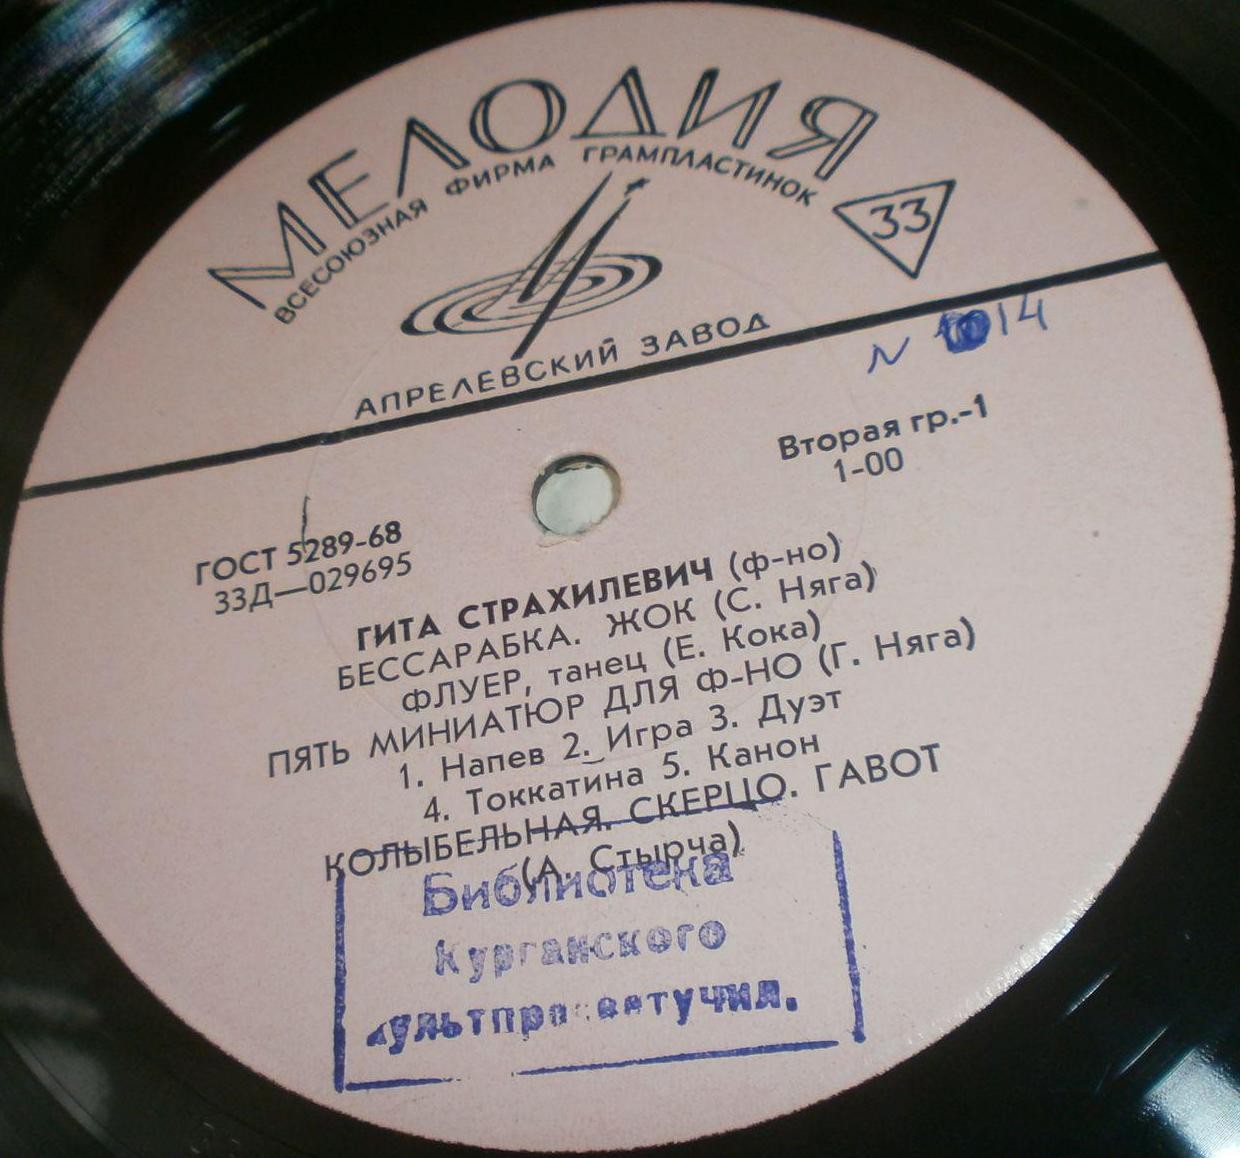 МЕЛОДИЯ
ВСЕСОЮЗНАЯ ФИРМА ГРАМПЛАСТИНОК
33
АПРЕЛЕВСКИЙ ЗАВОД
N 14
Вторая гр.-1
1-00
ГОСТ 5289-68
33Д—029695
ГИТА СТРАХИЛЕВИЧ (ф-но)
БЕССАРАБКА. ЖОК (С. Няга)
ФЛУЕР, танец (Е. Кока)
ПЯТЬ МИНИАТЮР ДЛЯ Ф-НО (Г. Няга)
1. Напев 2. Игра 3. Дуэт
4. Токкатина 5. Канон
КОЛЫБЕЛЬНАЯ. СКЕРЦО. ГАВОТ
(А. Стырча)
Библиотека
Курганского
культпросветучил.